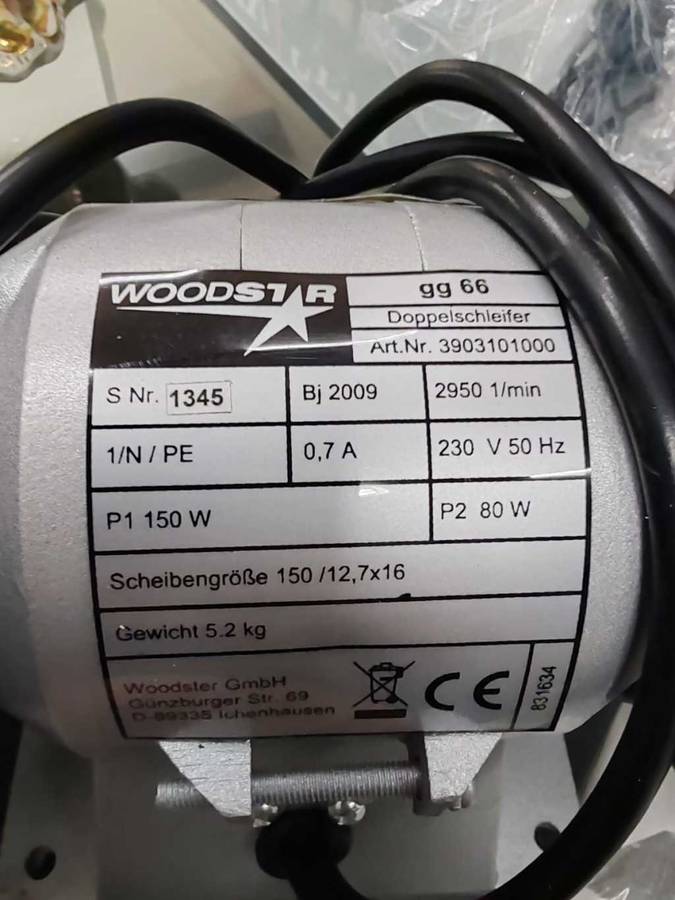 WOODSTAR
gg 66
Doppelschleifer
Art.Nr. 3903101000
S Nr. 1345
Bj 2009
2950 1/min
1/N / PE
0,7 A
230 V 50 Hz
P1 150 W
P2 80 W
Scheibengröße 150 /12,7x16
Gewicht 5.2 kg
Woodster GmbH
Günzburger Str. 69
D-89335 Ichenhausen
CE
831634